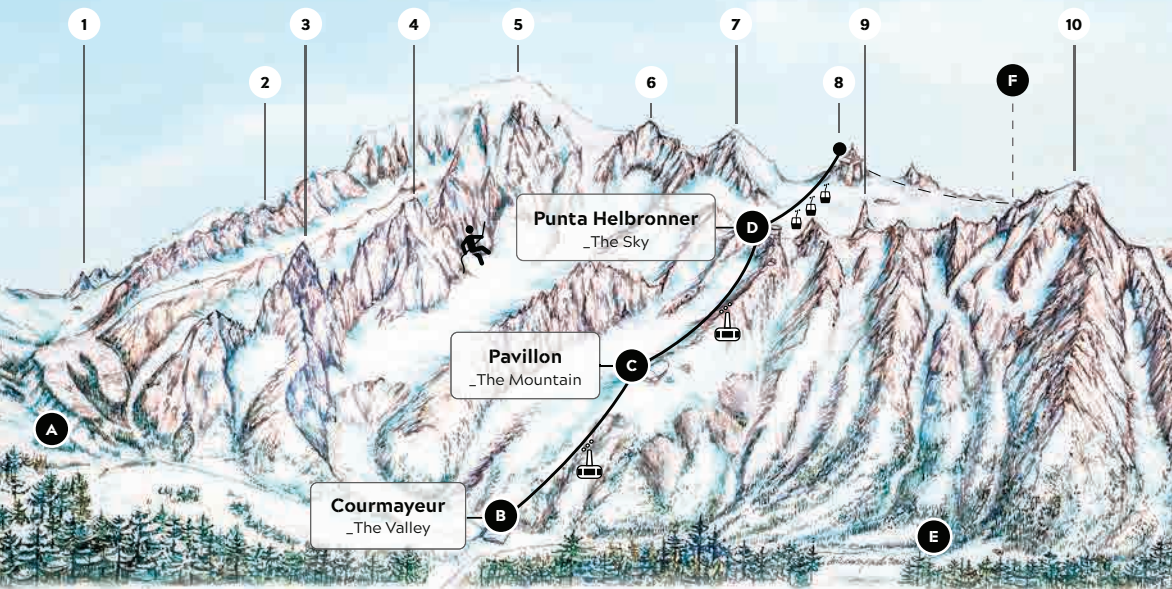 1
3
4
5
7
9
10
2
6
8
F
Punta Helbronner
_The Sky
D
Pavillon
_The Mountain
C
A
Courmayeur
_The Valley
B
E